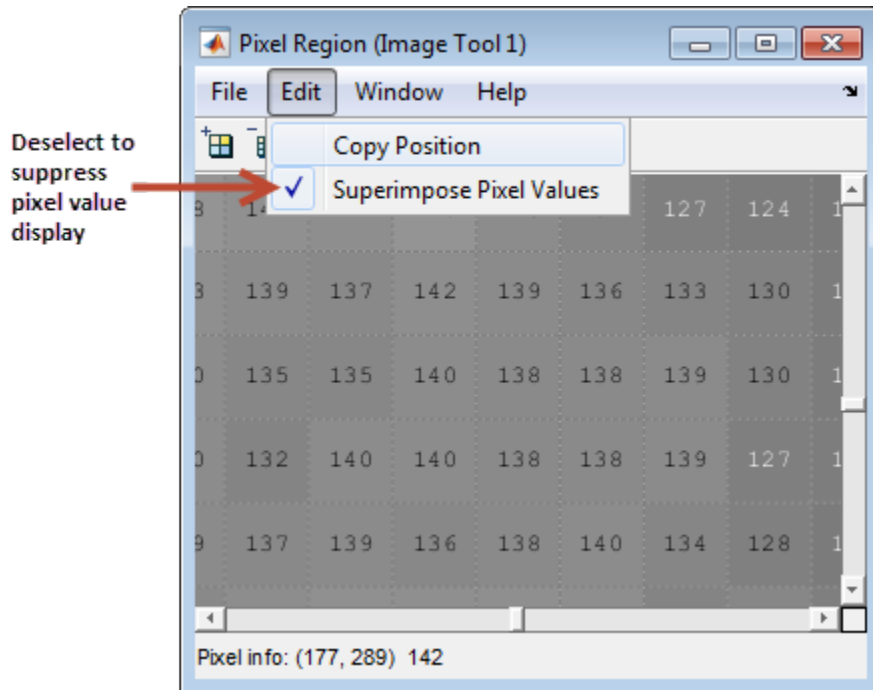 Pixel Region (Image Tool 1)
File Edit Window Help
Copy Position
Superimpose Pixel Values
Deselect to
suppress
pixel value
display
127 124
139 137 142 139 136 133 130
135 135 140 138 138 139 130
132 140 140 138 138 139 127
137 139 136 138 140 134 128
Pixel info: (177, 289) 142